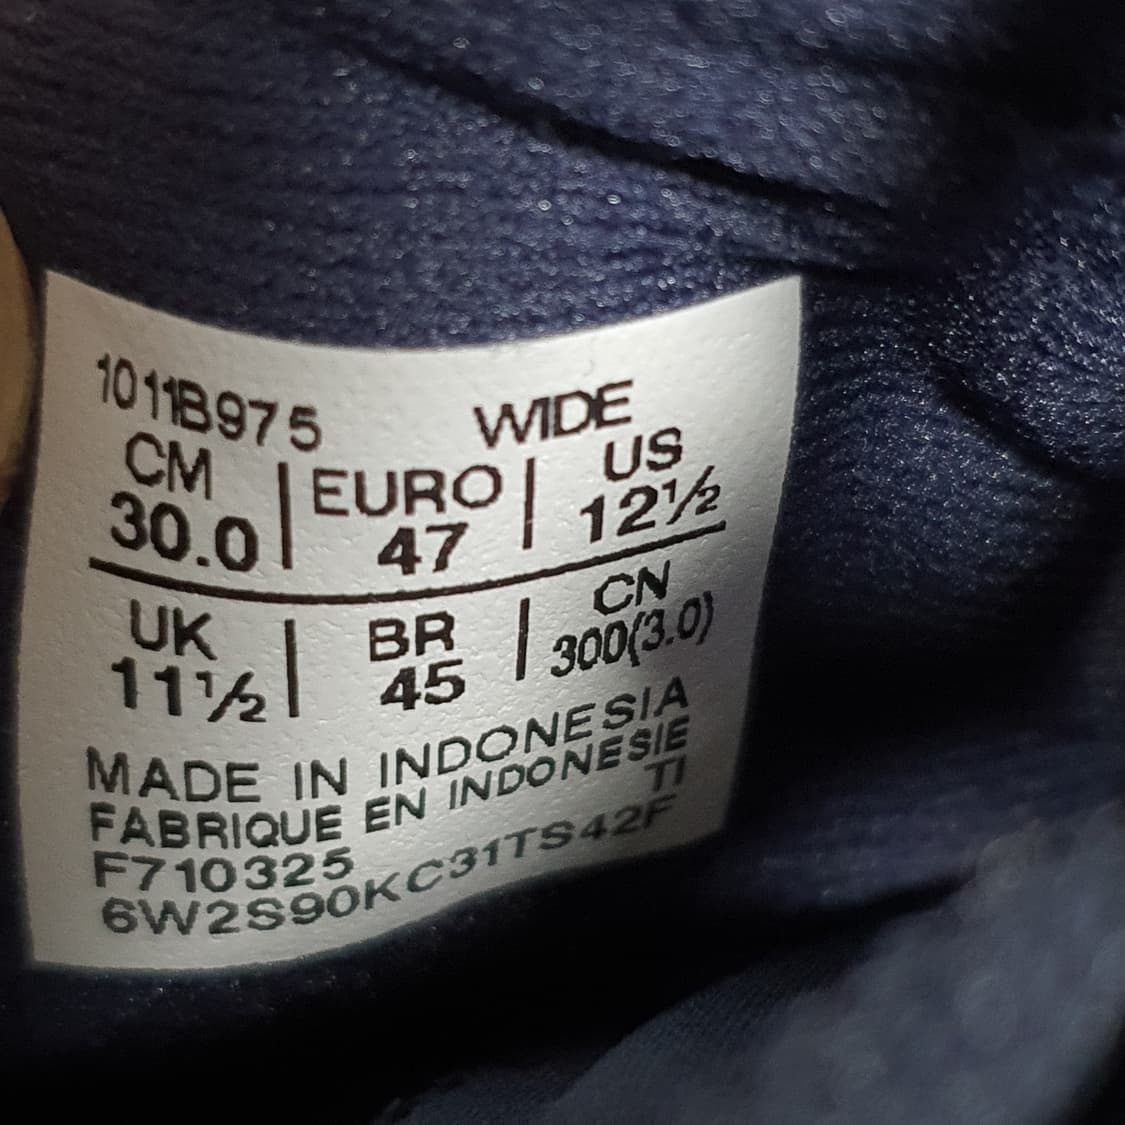 1011B975 WIDE
CM | EURO | US
30.0 | 47 | 12½
UK | BR | CN
11½ | 45 | 300(3.0)
MADE IN INDONESIA
FABRIQUE EN INDONESIE
F710325 TI
6W2S90KC31TS42F